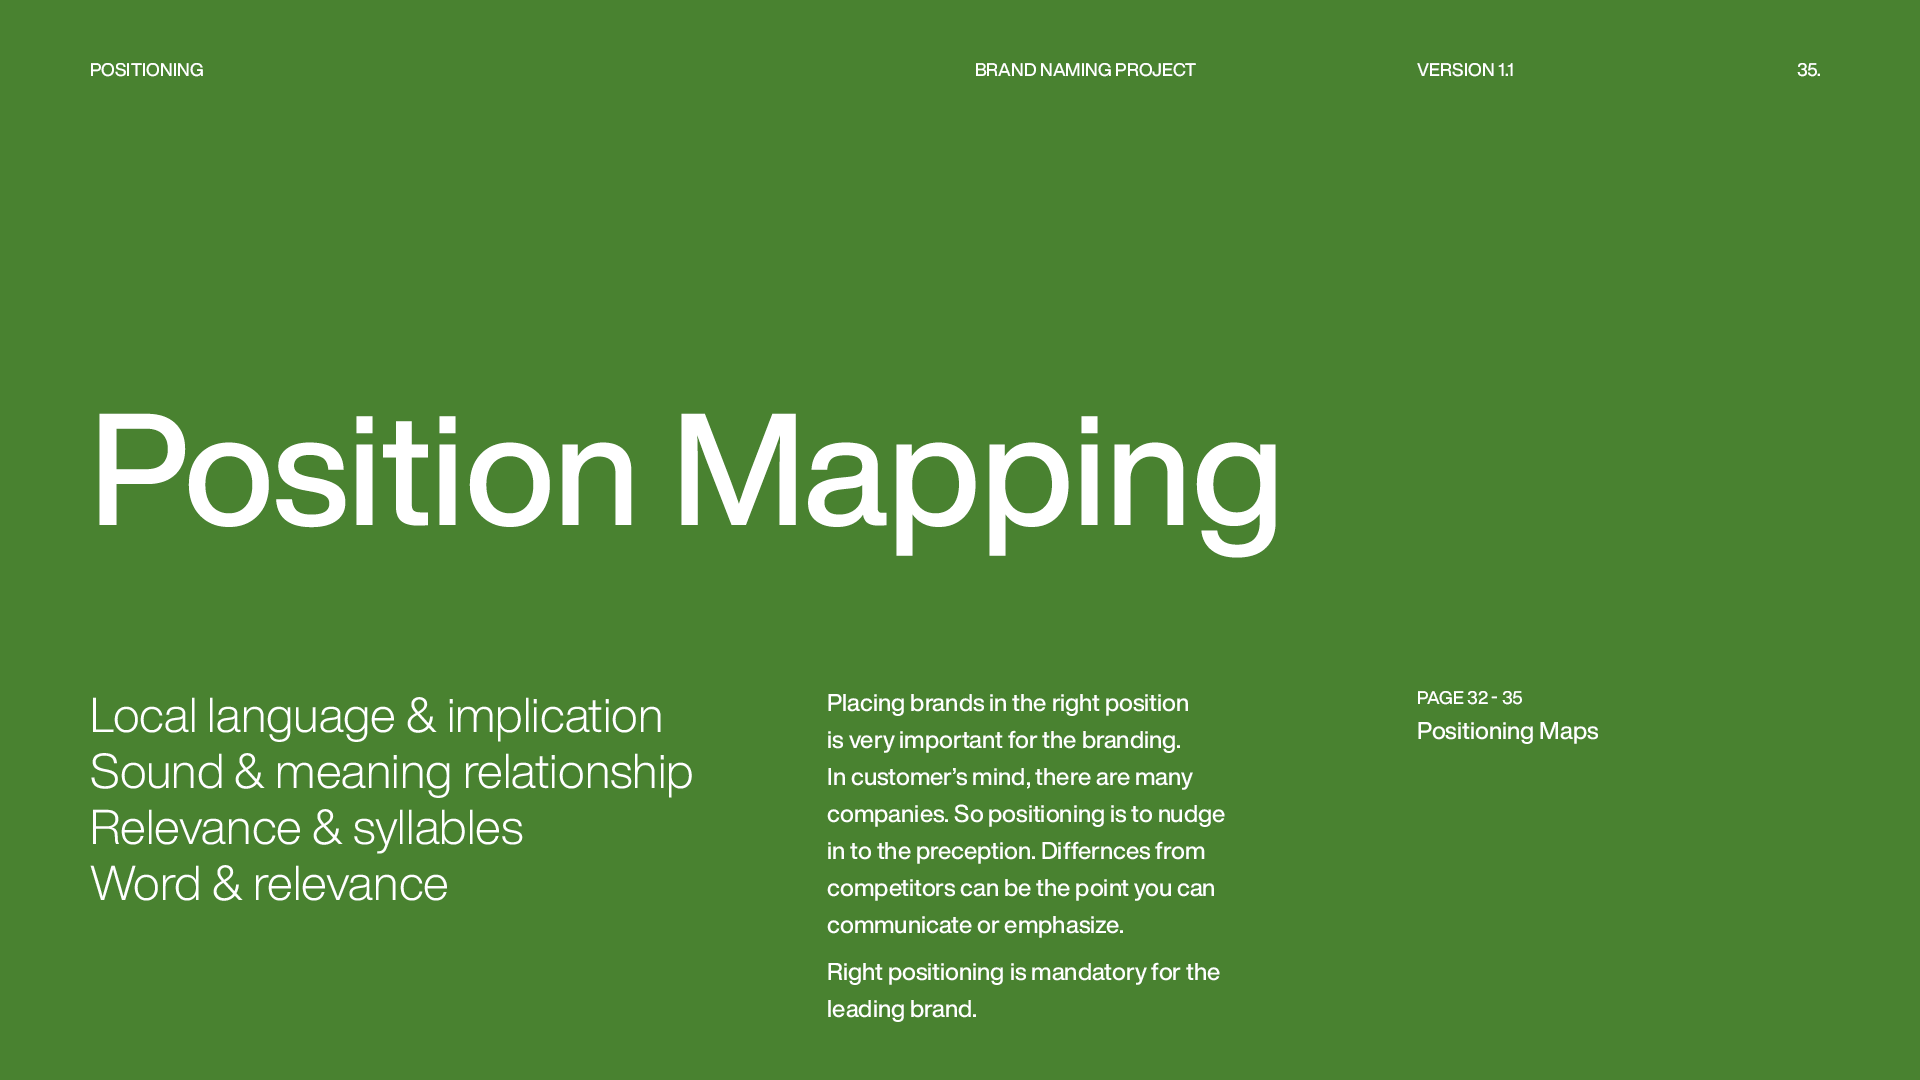 POSITIONING
BRAND NAMING PROJECT
VERSION 1.1
35.
Position Mapping
Local language & implication
Sound & meaning relationship
Relevance & syllables
Word & relevance
Placing brands in the right position
is very important for the branding.
In customer’s mind, there are many
companies. So positioning is to nudge
in to the preception. Differnces from
competitors can be the point you can
communicate or emphasize.
Right positioning is mandatory for the
leading brand.
PAGE 32 - 35
Positioning Maps